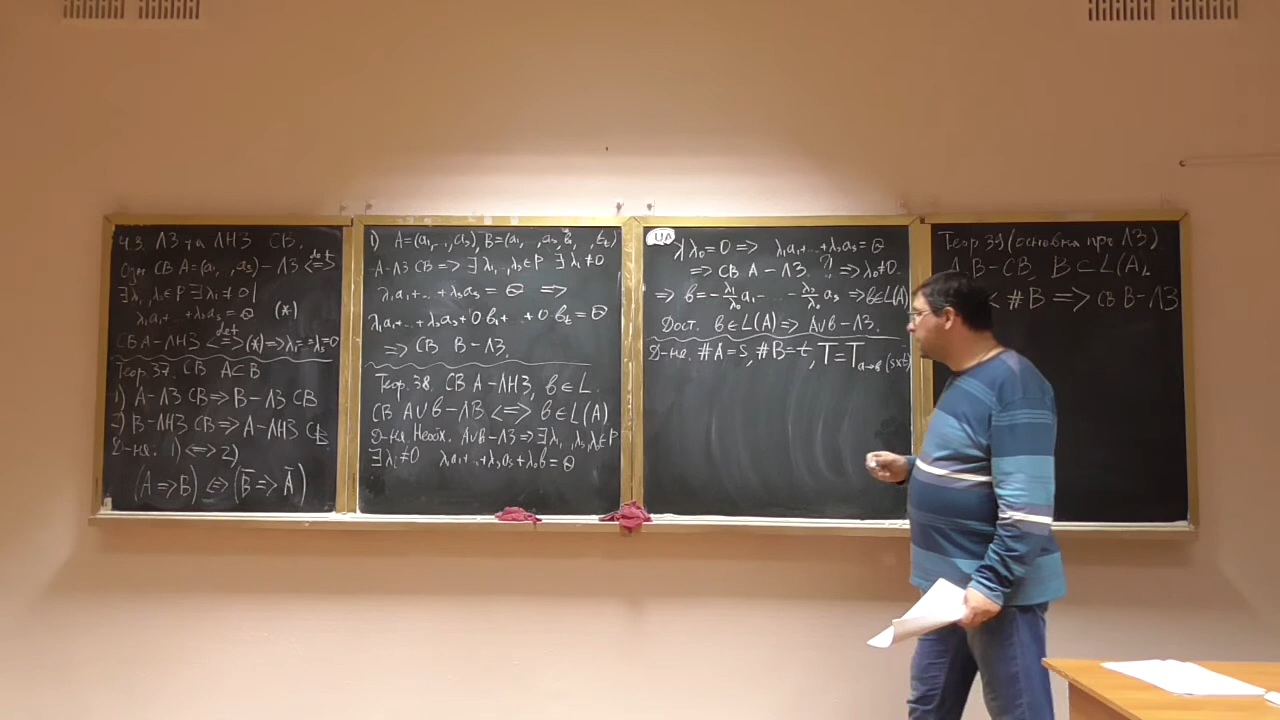 4.3. ЛЗ та ЛНЗ СВ.
Озн СВ A=(a₁, ,aₛ) – ЛЗ <=>^det
∃ λ₁, ,λₛ∈P ∃ λᵢ≠0 |
λ₁a₁+...+λₛaₛ = Θ (*)
СВ A-ЛНЗ <=>^det (*) => λ₁=...=λₛ=0
Теор. 37. СВ A⊂B
1) A-ЛЗ СВ => B-ЛЗ СВ
2) B-ЛНЗ СВ => A-ЛНЗ СВ
Д-ня. 1) <=> 2)
(A => B) <=> (B̄ => Ā)
1) A=(a₁,...,aₛ), B=(a₁, ,aₛ,b₁, ,bₜ)
A-ЛЗ СВ => ∃ λ₁,..,λₛ∈P ∃ λᵢ≠0
λ₁a₁+...+λₛaₛ = Θ =>
λ₁a₁+...+λₛaₛ+0b₁+...+0bₜ=Θ
=> СВ B-ЛЗ.
Теор. 38. СВ A-ЛНЗ, b∈L.
СВ A∪b-ЛЗ <=> b∈L(A)
Д-ня. Необх. A∪b-ЛЗ => ∃ λ₁, ,λₛ,λ₀∈P
∃ λᵢ≠0 λ₁a₁+...+λₛaₛ+λ₀b = Θ
UA
λ₀=0 => λ₁a₁+...+λₛaₛ=Θ
=> СВ A-ЛЗ. ?! => λ₀≠0.
=> b=-λ₁/λ₀ a₁-...-λₛ/λ₀ aₛ => b∈L(A)
Дост. b∈L(A) => A∪b-ЛЗ.
Д-ня. #A=s, #B=t, T=T_{a→b} (s×t)
Теор. 39 (основна про ЛЗ).
A, B-СВ, B⊂L(A),
< #B => СВ B-ЛЗ